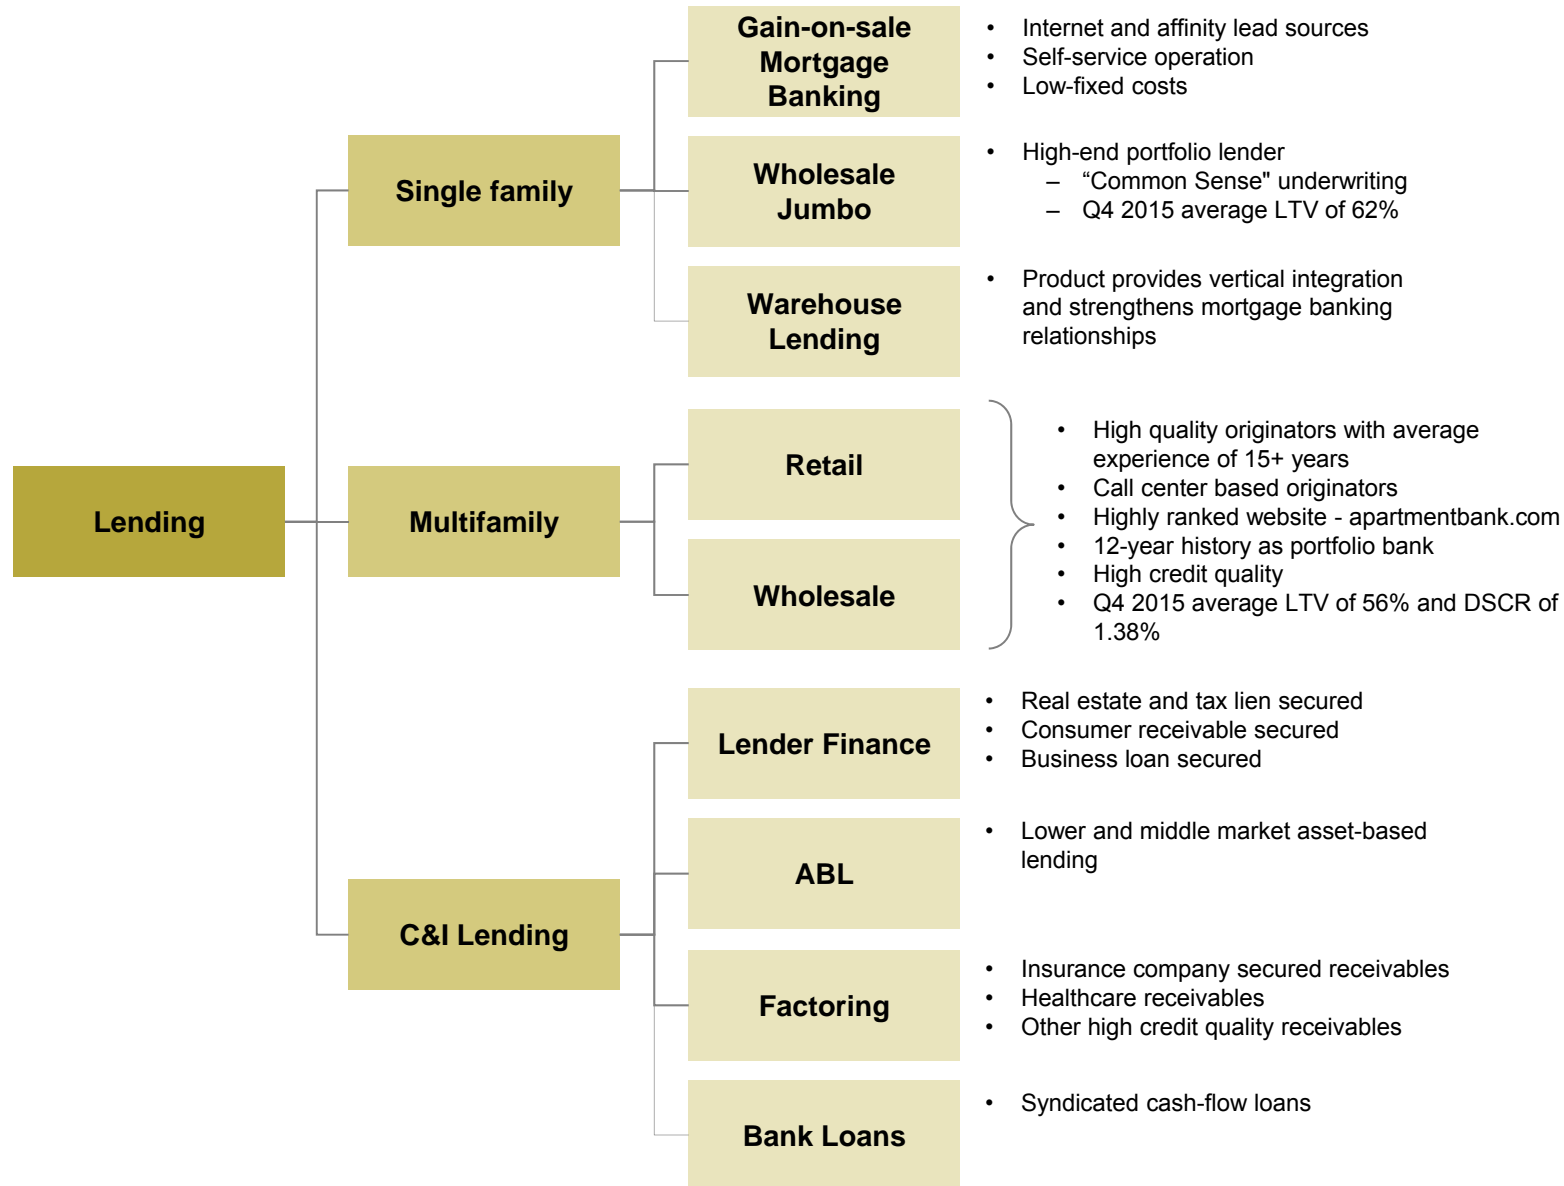 Lending
Single family
Gain-on-sale
Mortgage
Banking
• Internet and affinity lead sources
• Self-service operation
• Low-fixed costs
Wholesale
Jumbo
• High-end portfolio lender
– “Common Sense" underwriting
– Q4 2015 average LTV of 62%
Warehouse
Lending
• Product provides vertical integration
and strengthens mortgage banking
relationships
Multifamily
Retail
Wholesale
• High quality originators with average
experience of 15+ years
• Call center based originators
• Highly ranked website - apartmentbank.com
• 12-year history as portfolio bank
• High credit quality
• Q4 2015 average LTV of 56% and DSCR of
1.38%
C&I Lending
Lender Finance
• Real estate and tax lien secured
• Consumer receivable secured
• Business loan secured
ABL
• Lower and middle market asset-based
lending
Factoring
• Insurance company secured receivables
• Healthcare receivables
• Other high credit quality receivables
Bank Loans
• Syndicated cash-flow loans